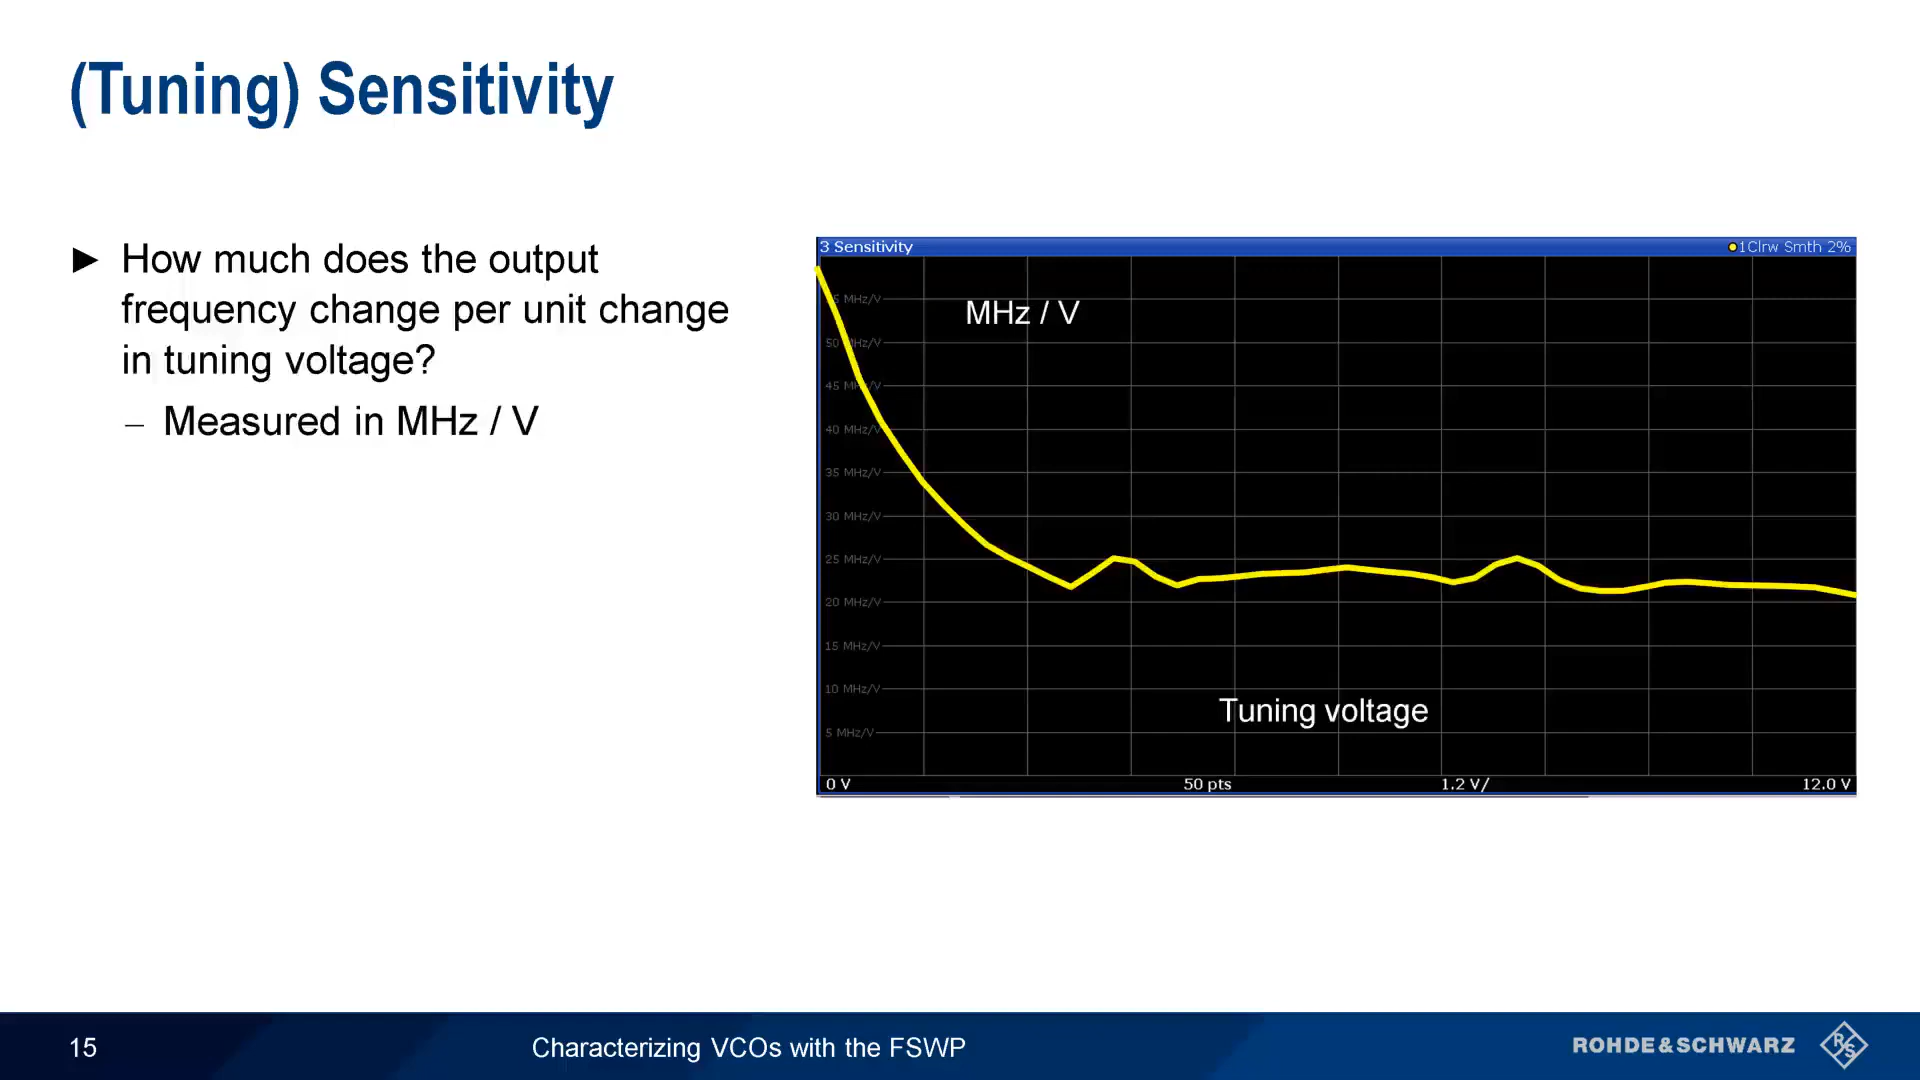 (Tuning) Sensitivity
► How much does the output
frequency change per unit change
in tuning voltage?
– Measured in MHz / V
3 Sensitivity
1Clrw Smth 2%
MHz / V
5 MHz/V
50 MHz/V
45 MHz/V
40 MHz/V
35 MHz/V
30 MHz/V
25 MHz/V
20 MHz/V
15 MHz/V
10 MHz/V
5 MHz/V
Tuning voltage
0 V
50 pts
1.2 V/
12.0 V
15
Characterizing VCOs with the FSWP
ROHDE&SCHWARZ
R
S